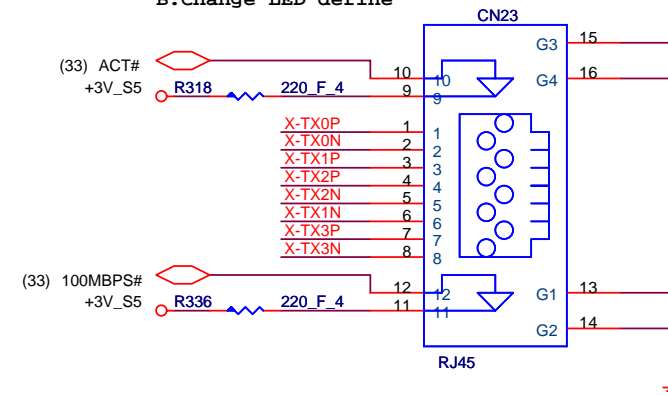 B.Change LED define
CN23
(33) ACT#
+3V_S5 R318 220_F_4
10 10
9 9
G3 15
G4 16
X-TX0P 1 1
X-TX0N 2 2
X-TX1P 3 3
X-TX2P 4 4
X-TX2N 5 5
X-TX1N 6 6
X-TX3P 7 7
X-TX3N 8 8
(33) 100MBPS#
+3V_S5 R336 220_F_4
12 12
11 11
G1 13
G2 14
RJ45